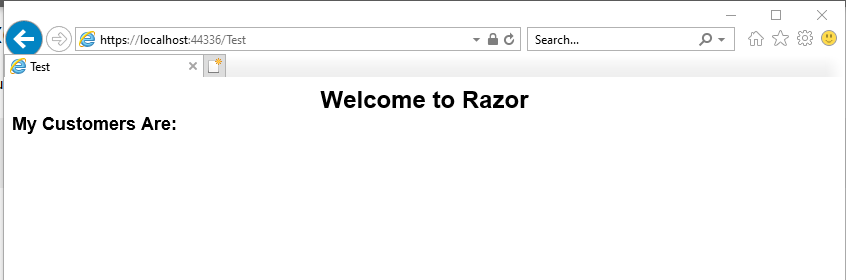 https://localhost:44336/Test
Search...
Test
Welcome to Razor
My Customers Are: